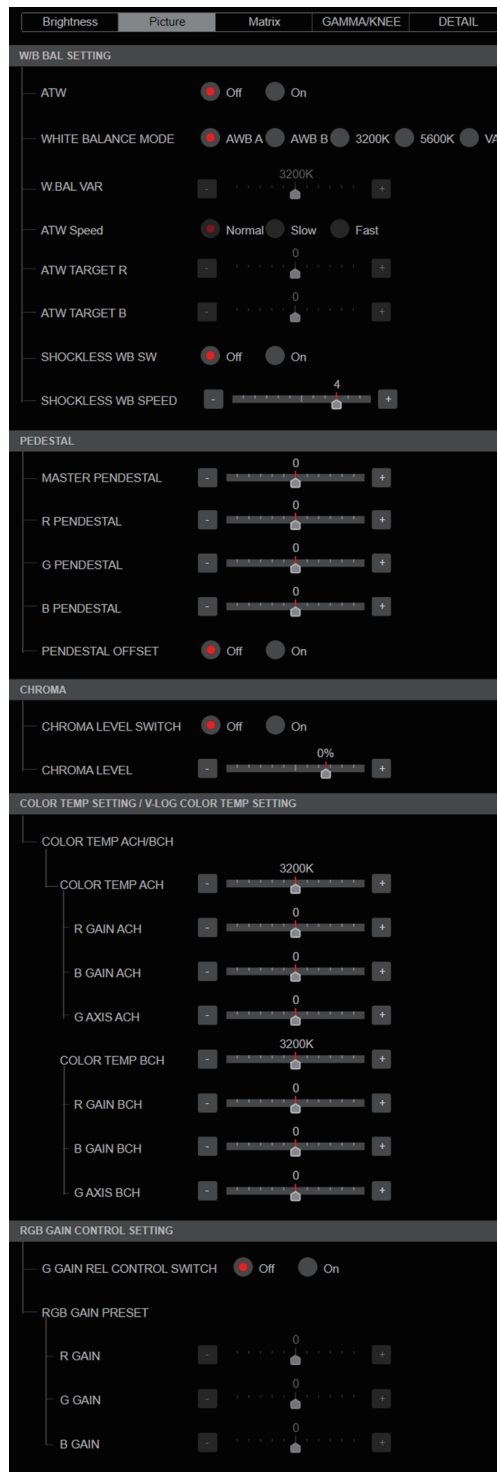 Brightness Picture Matrix GAMMA/KNEE DETAIL
W/B BAL SETTING
ATW Off On
WHITE BALANCE MODE AWB A AWB B 3200K 5600K VA
3200K
W.BAL VAR - +
ATW Speed Normal Slow Fast
0
ATW TARGET R - +
0
ATW TARGET B - +
SHOCKLESS WB SW Off On
4
SHOCKLESS WB SPEED - +
PEDESTAL
0
MASTER PENDESTAL - +
0
R PENDESTAL - +
0
G PENDESTAL - +
0
B PENDESTAL - +
PENDESTAL OFFSET Off On
CHROMA
CHROMA LEVEL SWITCH Off On
0%
CHROMA LEVEL - +
COLOR TEMP SETTING / V-LOG COLOR TEMP SETTING
COLOR TEMP ACH/BCH
3200K
COLOR TEMP ACH - +
0
R GAIN ACH - +
0
B GAIN ACH - +
0
G AXIS ACH - +
3200K
COLOR TEMP BCH - +
0
R GAIN BCH - +
0
B GAIN BCH - +
0
G AXIS BCH - +
RGB GAIN CONTROL SETTING
G GAIN REL CONTROL SWITCH Off On
RGB GAIN PRESET
0
R GAIN - +
0
G GAIN - +
0
B GAIN - +